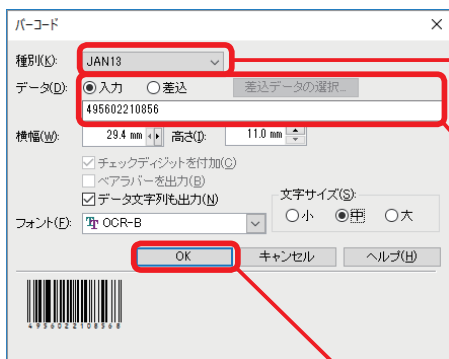 バーコード
種別(K): JAN13
データ(D): 入力 差込 差込データの選択...
495602210856
横幅(W): 29.4 mm 高さ(I): 11.0 mm
チェックディジットを付加(C)
ベアラバーを出力(B)
データ文字列も出力(N)
文字サイズ(S):
フォント(F): OCR-B 小 中 大
OK キャンセル ヘルプ(H)